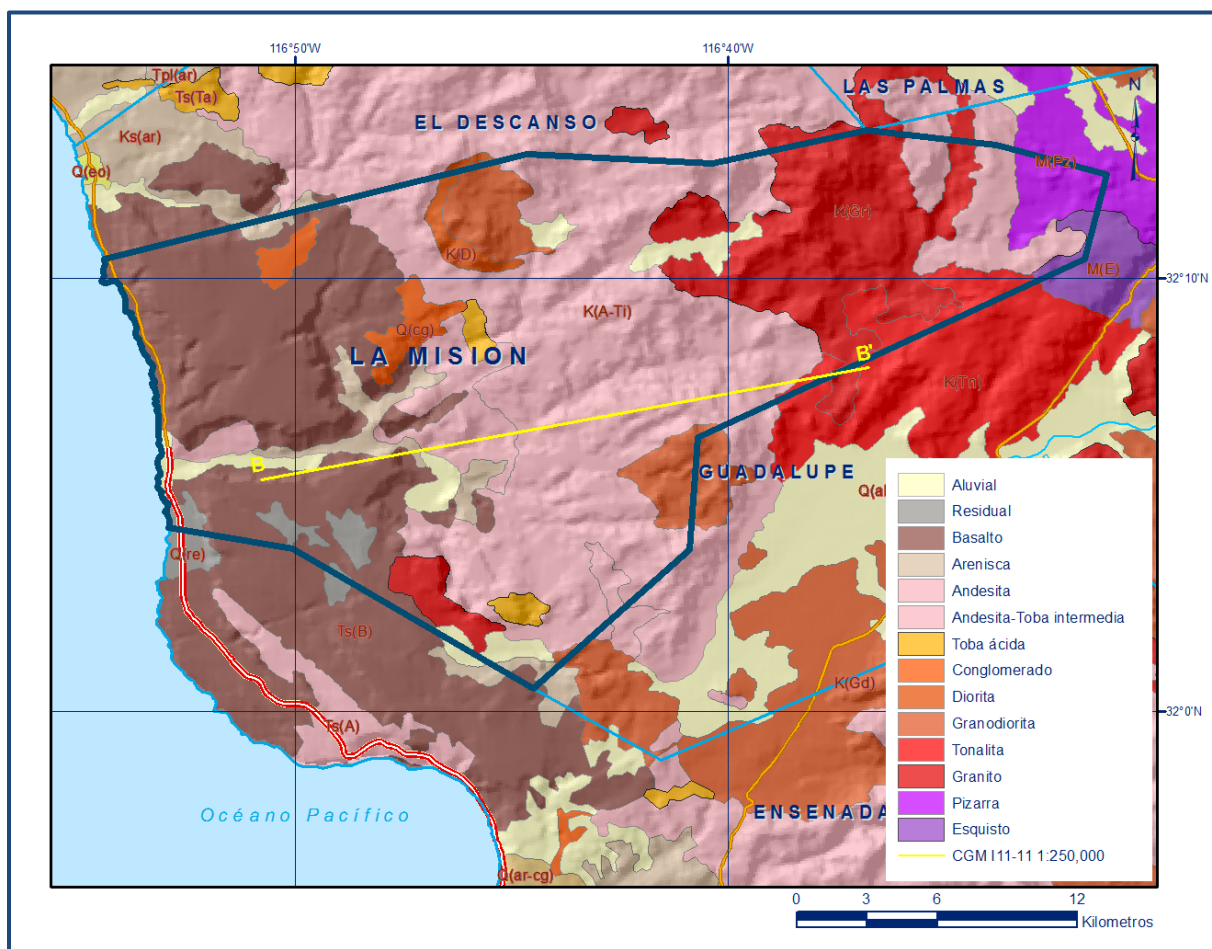 116°50'W
116°40'W
Tpl(ar)
Ts(Ta)
LAS PALMAS
N
EL DESCANSO
Ks(ar)
M(Pz)
Q(eo)
K(Gr)
K(D)
M(E)
32°10'N
K(A-Ti)
Q(cg)
LA MISION
B'
K(Tn)
B
GUADALUPE
Q(al
Q(re)
Ts(B)
K(Gd)
32°0'N
Ts(A)
Océano Pacífico
ENSENADA
Q(ar-cg)
Aluvial
Residual
Basalto
Arenisca
Andesita
Andesita-Toba intermedia
Toba ácida
Conglomerado
Diorita
Granodiorita
Tonalita
Granito
Pizarra
Esquisto
CGM I11-11 1:250,000
0 3 6 12
Kilometros